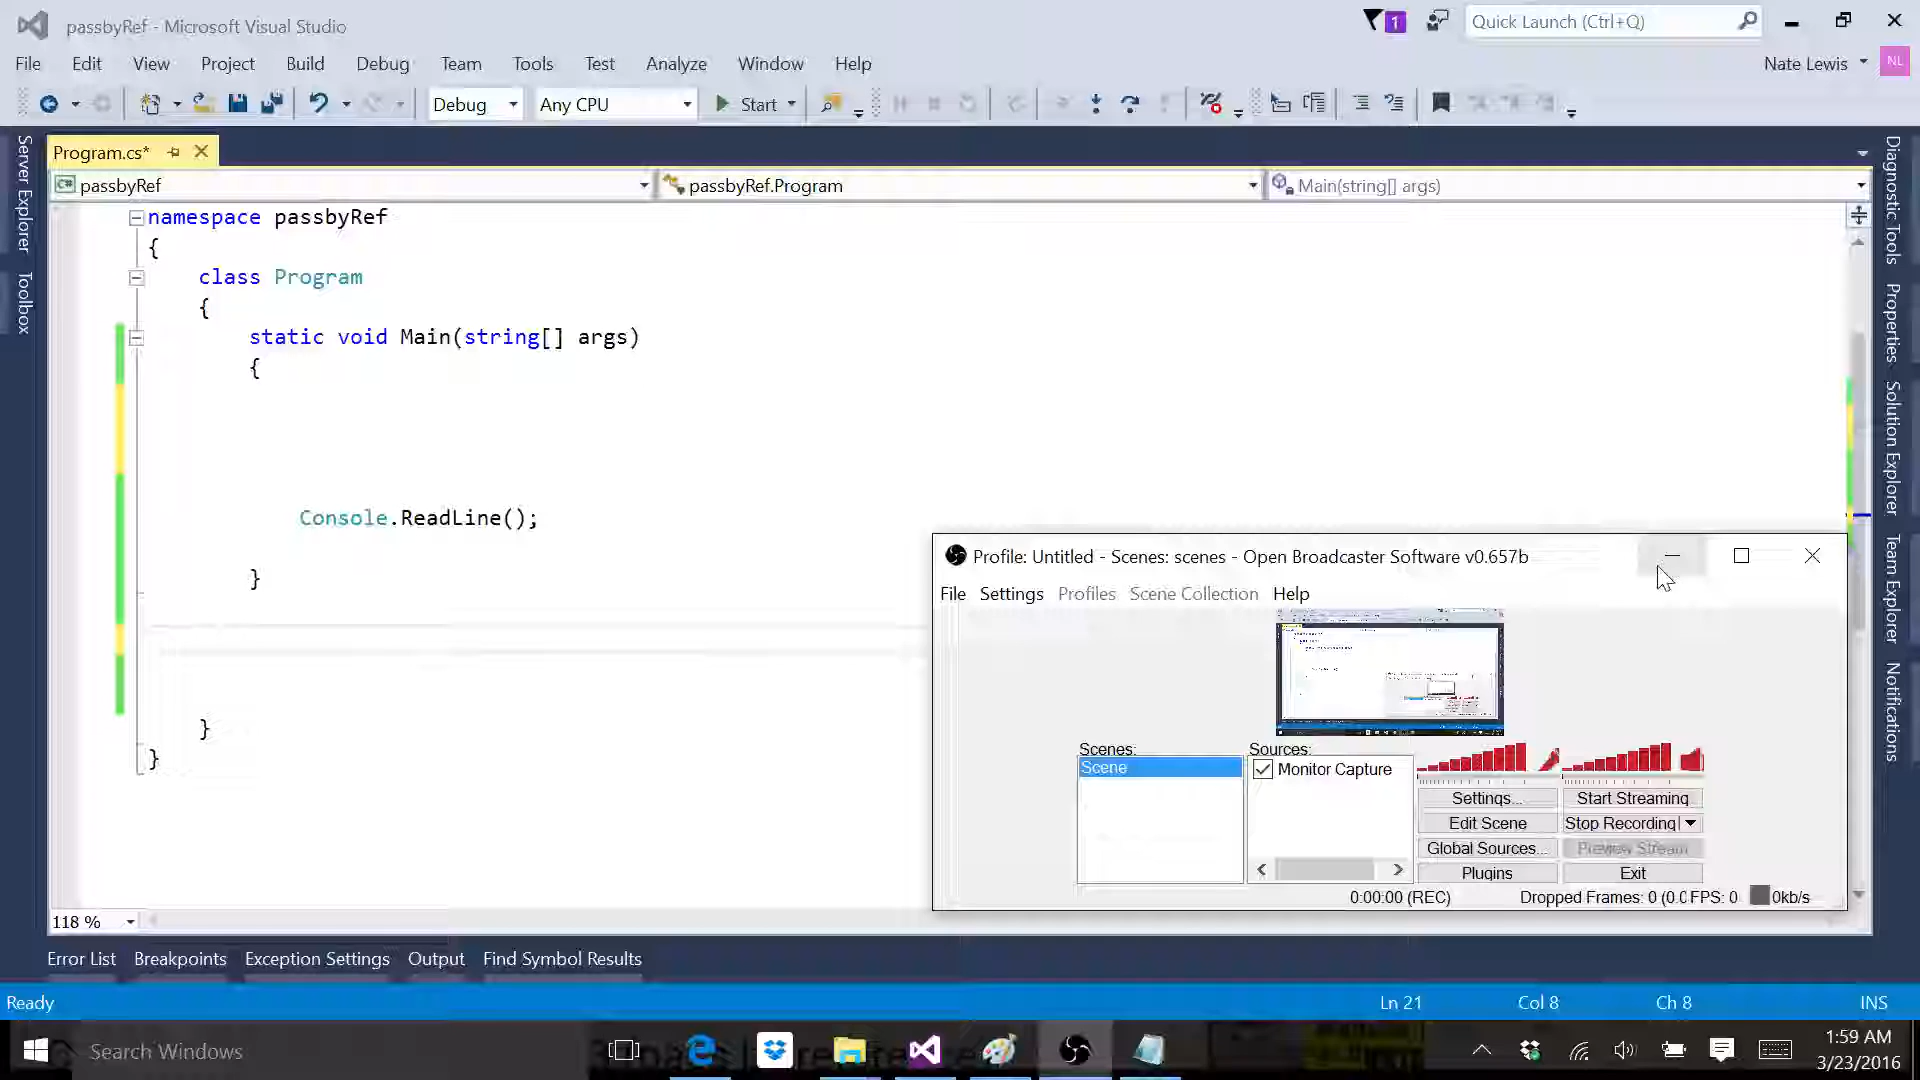 passbyRef - Microsoft Visual Studio
1
Quick Launch (Ctrl+Q)
File Edit View Project Build Debug Team Tools Test Analyze Window Help
Nate Lewis NL
Debug Any CPU Start
Server Explorer
Toolbox
Program.cs*
C# passbyRef
passbyRef.Program
Main(string[] args)
namespace passbyRef
{
class Program
{
static void Main(string[] args)
{
Console.ReadLine();
}
}
}
Diagnostic Tools
Properties
Solution Explorer
Team Explorer
Notifications
Profile: Untitled - Scenes: scenes - Open Broadcaster Software v0.657b
File Settings Profiles Scene Collection Help
Scenes:
Scene
Sources:
Monitor Capture
Settings... Start Streaming
Edit Scene Stop Recording
Global Sources... Preview Stream
Plugins Exit
0:00:00 (REC) Dropped Frames: 0 (0.0 FPS: 0 0kb/s
118 %
Error List Breakpoints Exception Settings Output Find Symbol Results
Ready Ln 21 Col 8 Ch 8 INS
Search Windows
1:59 AM
3/23/2016